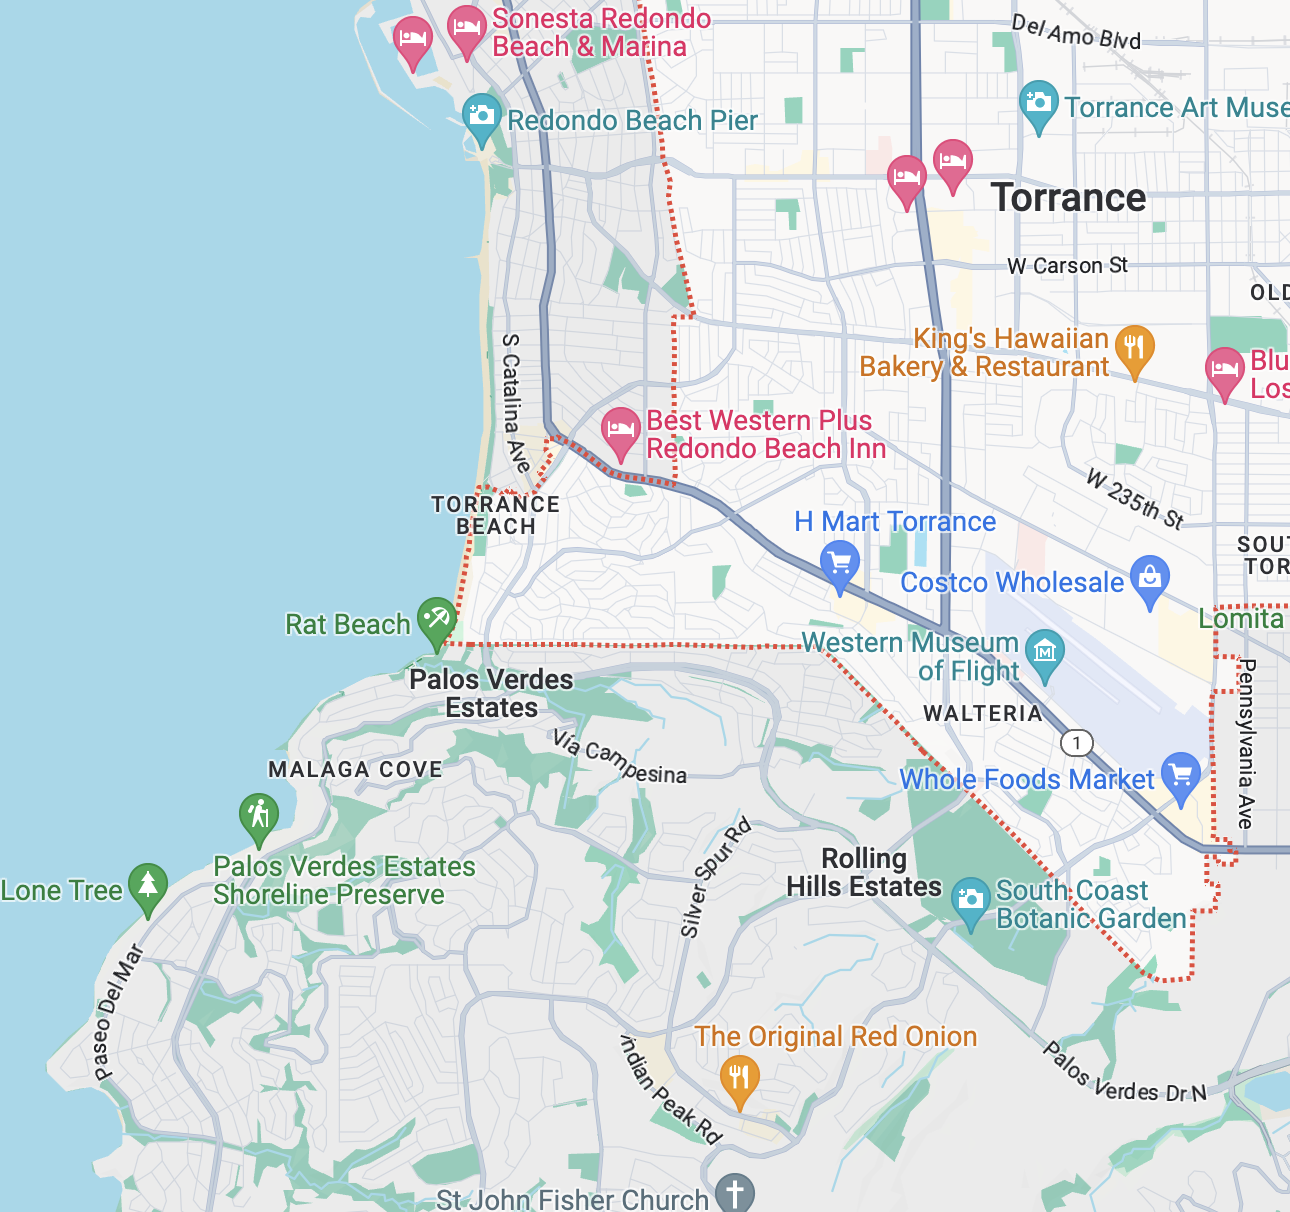 Sonesta Redondo
Beach & Marina
Del Amo Blvd
Redondo Beach Pier
Torrance Art Muse
Torrance
W Carson St
OLD
S Catalina Ave
King's Hawaiian
Bakery & Restaurant
Blu
Los
Best Western Plus
Redondo Beach Inn
W 235th St
TORRANCE
BEACH
H Mart Torrance
SOUT
TOR
Costco Wholesale
Rat Beach
Lomita
Western Museum
of Flight
Palos Verdes
Estates
Pennsylvania Ave
WALTERIA
1
Vía Campesina
MALAGA COVE
Whole Foods Market
Silver Spur Rd
Rolling
Hills Estates
Palos Verdes Estates
Shoreline Preserve
Lone Tree
South Coast
Botanic Garden
Paseo Del Mar
The Original Red Onion
Indian Peak Rd
Palos Verdes Dr N
St John Fisher Church